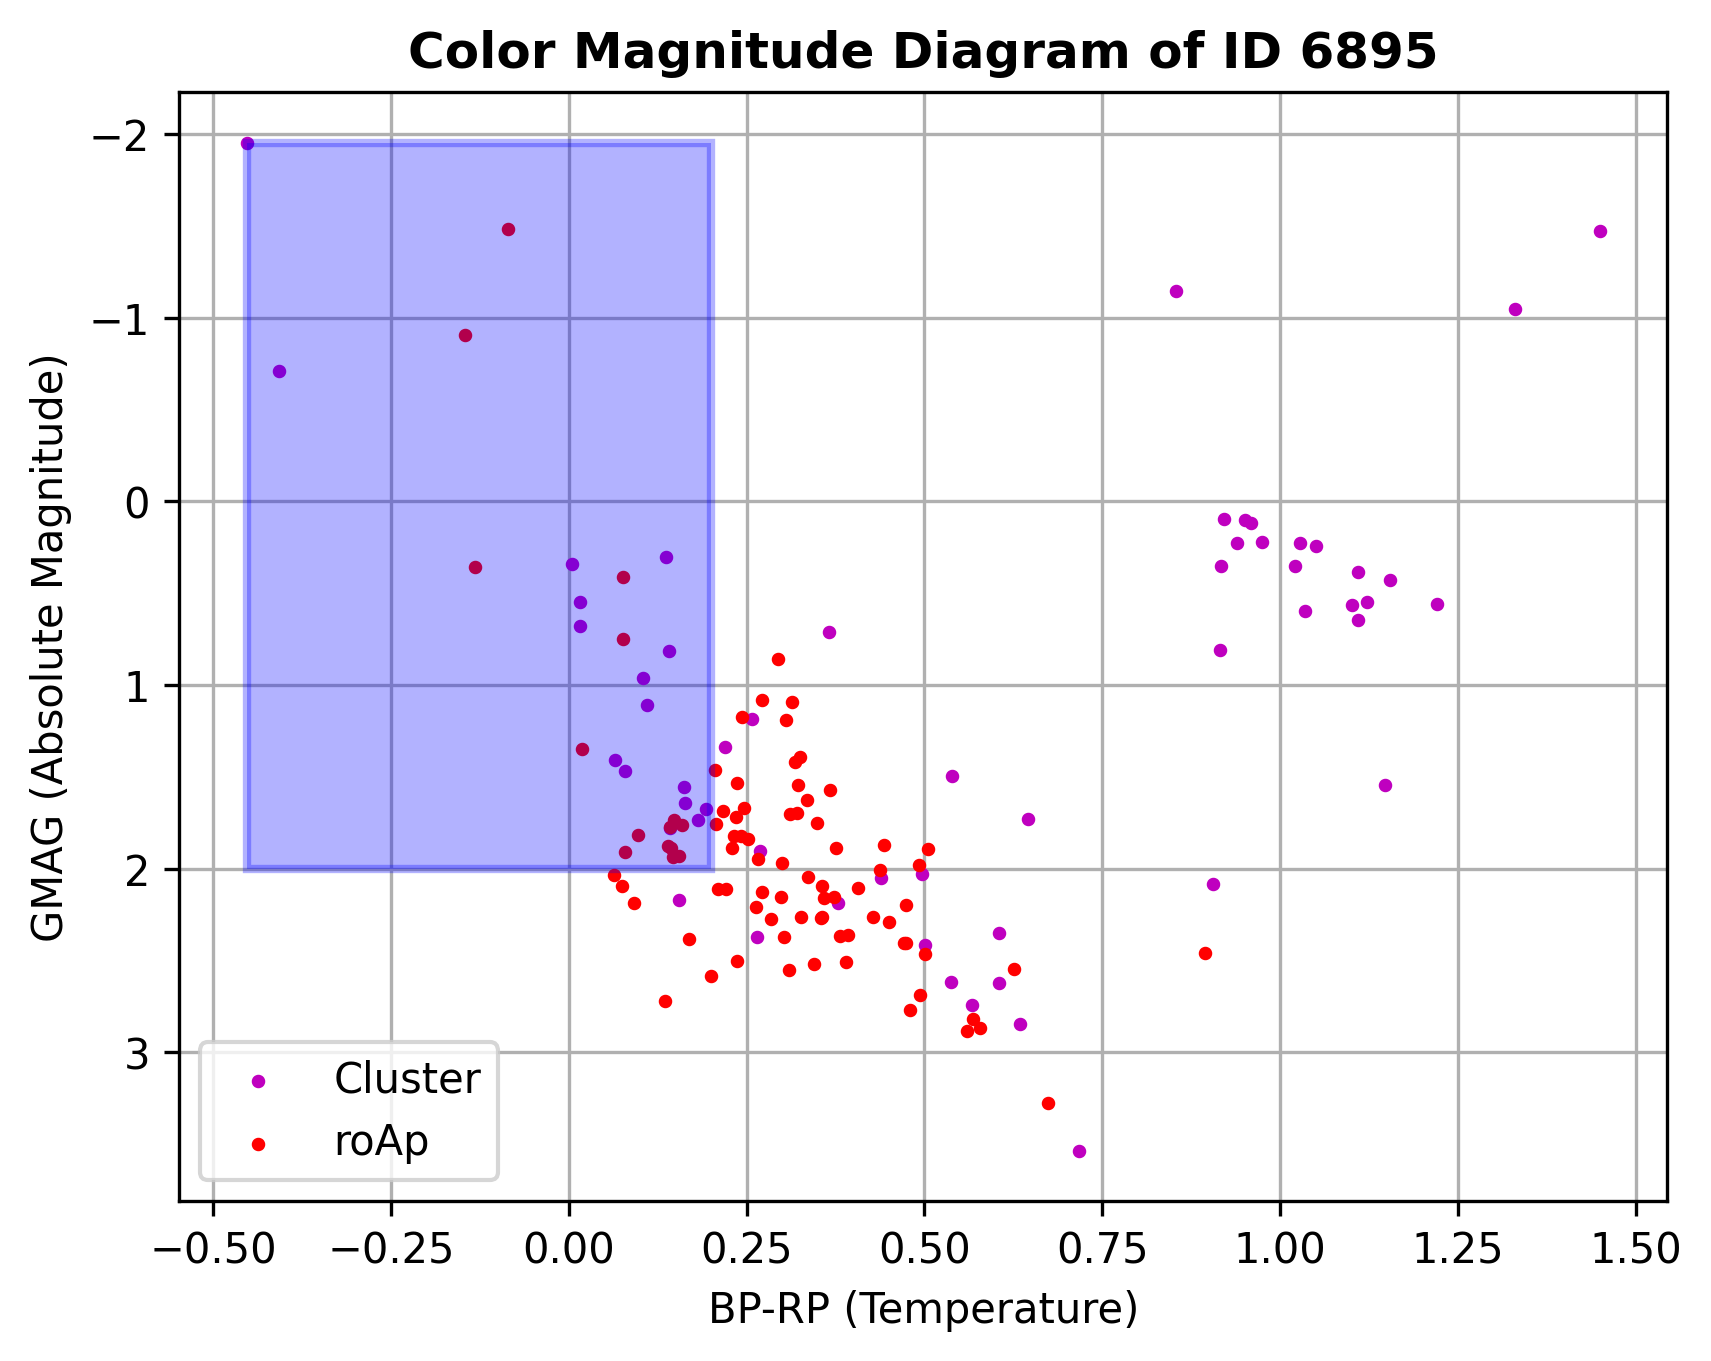 Color Magnitude Diagram of ID 6895
GMAG (Absolute Magnitude)
−2
−1
0
1
2
3
Cluster
roAp
−0.50 −0.25 0.00 0.25 0.50 0.75 1.00 1.25 1.50
BP-RP (Temperature)